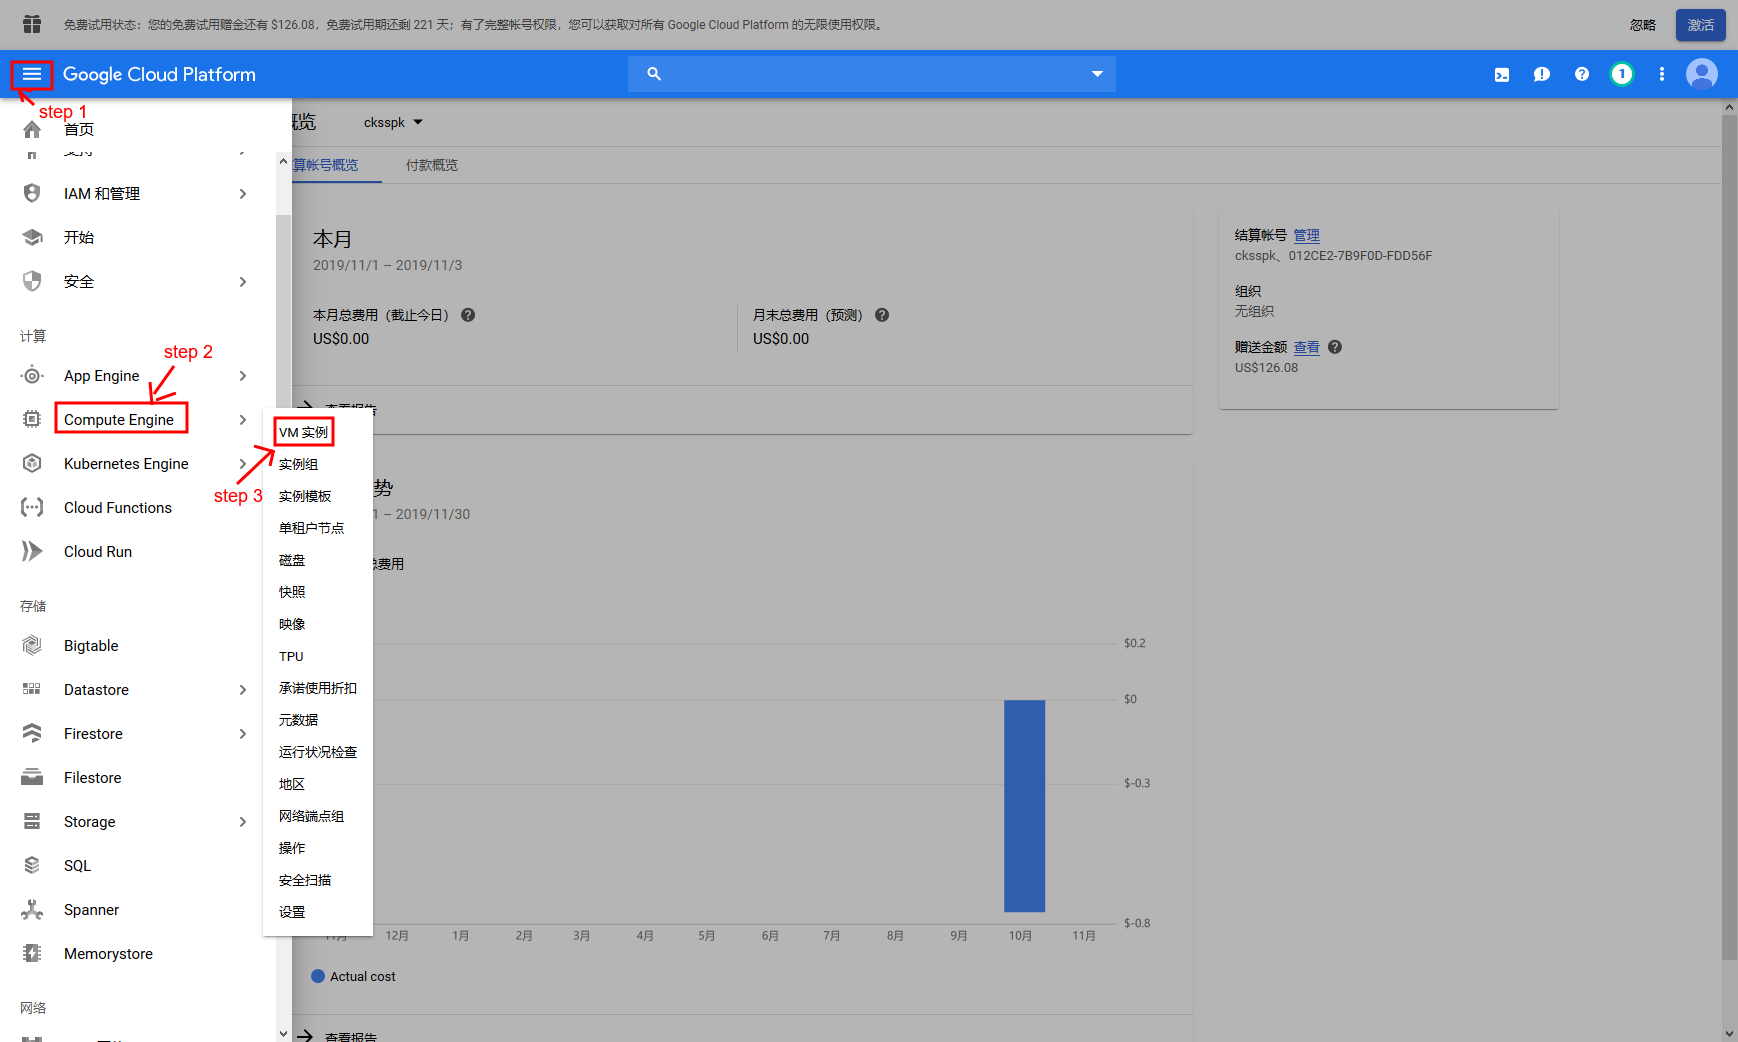 免费试用状态：您的免费试用赠金还有 $126.08，免费试用期还剩 221 天；有了完整帐号权限，您可以获取对所有 Google Cloud Platform 的无限使用权限。
忽略
激活
Google Cloud Platform
1
step 1
首页
支持
IAM 和管理
开始
安全
计算
step 2
App Engine
Compute Engine
Kubernetes Engine
step 3
Cloud Functions
Cloud Run
存储
Bigtable
Datastore
Firestore
Filestore
Storage
SQL
Spanner
Memorystore
网络
VM 实例
实例组
实例模板
单租户节点
磁盘
快照
映像
TPU
承诺使用折扣
元数据
运行状况检查
地区
网络端点组
操作
安全扫描
设置
概览
cksspk
算帐号概览
付款概览
本月
2019/11/1 – 2019/11/3
本月总费用（截止今日）
US$0.00
月末总费用（预测）
US$0.00
查看报告
势
1 – 2019/11/30
总费用
$0.2
$0
$-0.3
$-0.8
11月 12月 1月 2月 3月 4月 5月 6月 7月 8月 9月 10月 11月
Actual cost
查看报告
结算帐号 管理
cksspk、012CE2-7B9F0D-FDD56F
组织
无组织
赠送金额 查看
US$126.08